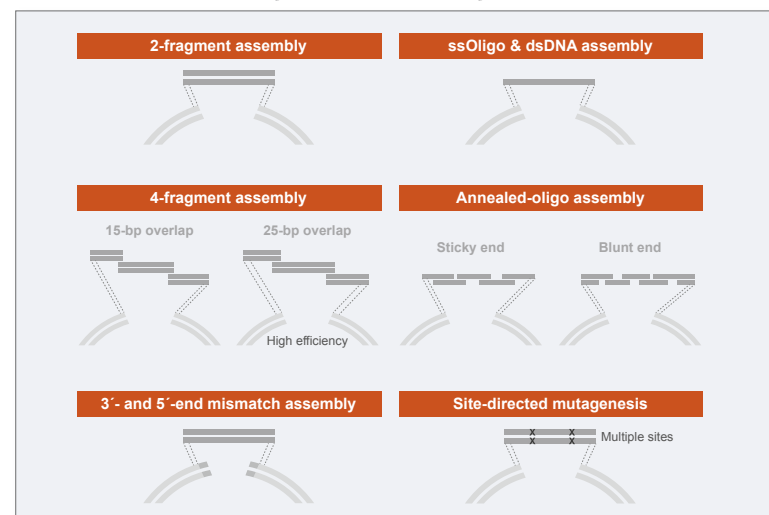 2-fragment assembly
ssOligo & dsDNA assembly
4-fragment assembly
Annealed-oligo assembly
15-bp overlap
25-bp overlap
Sticky end
Blunt end
High efficiency
3´- and 5´-end mismatch assembly
Site-directed mutagenesis
x x
x x
Multiple sites